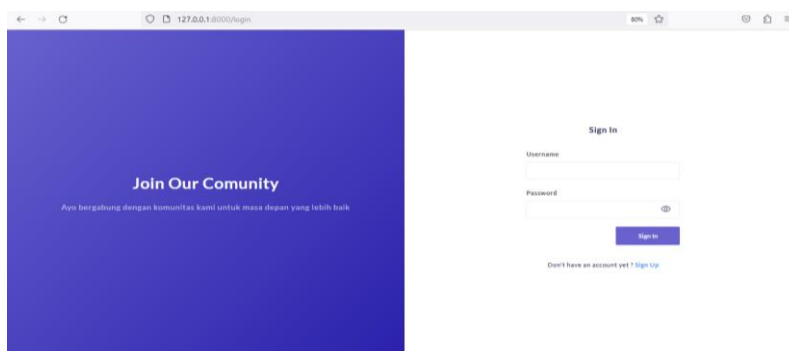 127.0.0.1:8000/login
80%
Join Our Comunity
Ayo bergabung dengan komunitas kami untuk masa depan yang lebih baik
Sign In
Username
Password
Sign In
Don't have an account yet ? Sign Up